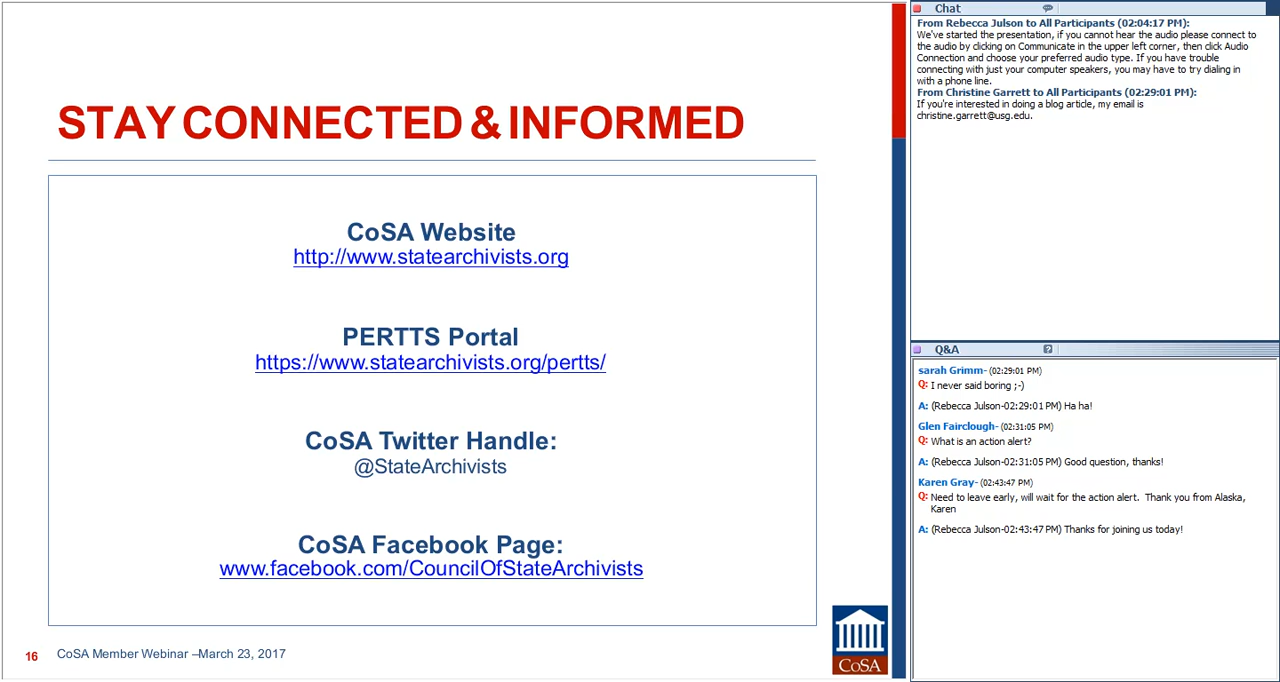 STAY CONNECTED & INFORMED
CoSA Website
http://www.statearchivists.org
PERTTS Portal
https://www.statearchivists.org/pertts/
CoSA Twitter Handle:
@StateArchivists
CoSA Facebook Page:
www.facebook.com/CouncilOfStateArchivists
16
CoSA Member Webinar –March 23, 2017
CoSA
Chat
From Rebecca Julson to All Participants (02:04:17 PM):
We've started the presentation, if you cannot hear the audio please connect to
the audio by clicking on Communicate in the upper left corner, then click Audio
Connection and choose your preferred audio type. If you have trouble
connecting with just your computer speakers, you may have to try dialing in
with a phone line.
From Christine Garrett to All Participants (02:29:01 PM):
If you're interested in doing a blog article, my email is
christine.garrett@usg.edu.
Q&A
sarah Grimm- (02:29:01 PM)
Q: I never said boring ;-)
A: (Rebecca Julson-02:29:01 PM) Ha ha!
Glen Fairclough- (02:31:05 PM)
Q: What is an action alert?
A: (Rebecca Julson-02:31:05 PM) Good question, thanks!
Karen Gray- (02:43:47 PM)
Q: Need to leave early, will wait for the action alert.  Thank you from Alaska,
Karen
A: (Rebecca Julson-02:43:47 PM) Thanks for joining us today!